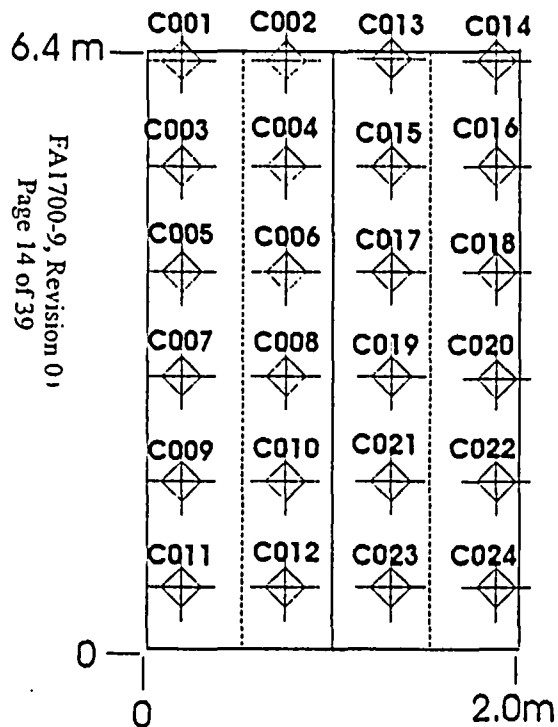 C001 C002 C013 C014
6.4 m
C003 C004 C015 C016
FA1700-9, Revision 0
Page 14 of 39
C005 C006 C017 C018
C007 C008 C019 C020
C009 C010 C021 C022
C011 C012 C023 C024
0
0 2.0m